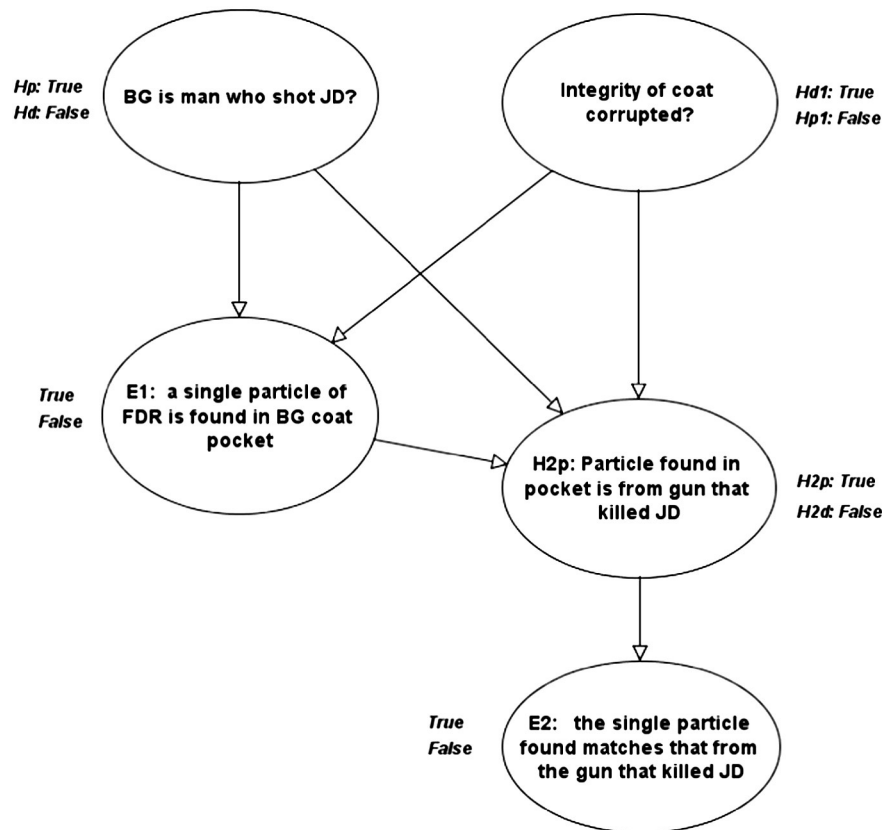 Hp: True
Hd: False
BG is man who shot JD?
Integrity of coat
corrupted?
Hd1: True
Hp1: False
True
False
E1: a single particle of
FDR is found in BG coat
pocket
H2p: Particle found in
pocket is from gun that
killed JD
H2p: True
H2d: False
True
False
E2: the single particle
found matches that from
the gun that killed JD